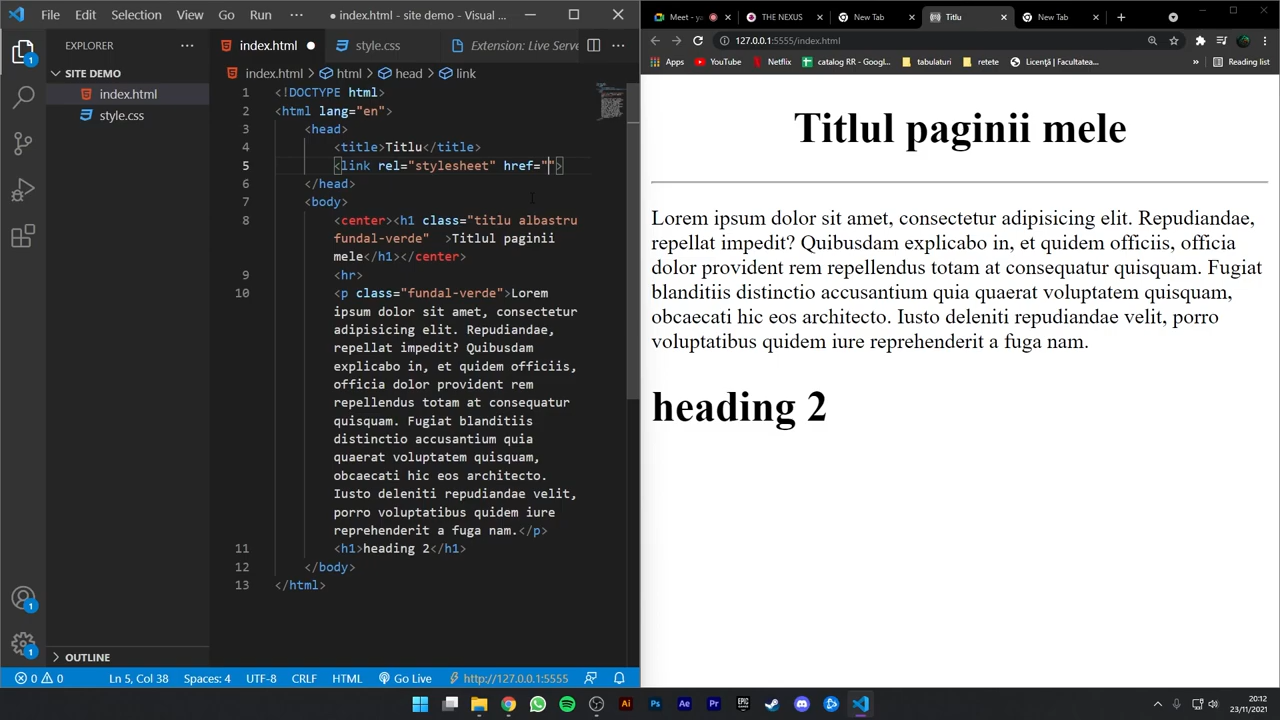 File Edit Selection View Go Run ··· ● index.html - site demo - Visual ...
EXPLORER ···
SITE DEMO
index.html
style.css
OUTLINE
index.html ● style.css Extension: Live Serve ···
index.html > html > head > link
1 <!DOCTYPE html>
2 <html lang="en">
3 <head>
4 <title>Titlu</title>
5 <link rel="stylesheet" href="">
6 </head>
7 <body>
8 <center><h1 class="titlu albastru
fundal-verde" >Titlul paginii
mele</h1></center>
9 <hr>
10 <p class="fundal-verde">Lorem
ipsum dolor sit amet, consectetur
adipisicing elit. Repudiandae,
repellat impedit? Quibusdam
explicabo in, et quidem officiis,
officia dolor provident rem
repellendus totam at consequatur
quisquam. Fugiat blanditiis
distinctio accusantium quia
quaerat voluptatem quisquam,
obcaecati hic eos architecto.
Iusto deleniti repudiandae velit,
porro voluptatibus quidem iure
reprehenderit a fuga nam.</p>
11 <h1>heading 2</h1>
12 </body>
13 </html>
1
1
1
0 0 Ln 5, Col 38 Spaces: 4 UTF-8 CRLF HTML Go Live http://127.0.0.1:5555
Meet - ya THE NEXUS New Tab Titlu New Tab
127.0.0.1:5555/index.html
Apps YouTube Netflix catalog RR - Googl... tabulaturi retete Licență | Facultatea... » Reading list
Titlul paginii mele
Lorem ipsum dolor sit amet, consectetur adipisicing elit. Repudiandae,
repellat impedit? Quibusdam explicabo in, et quidem officiis, officia
dolor provident rem repellendus totam at consequatur quisquam. Fugiat
blanditiis distinctio accusantium quia quaerat voluptatem quisquam,
obcaecati hic eos architecto. Iusto deleniti repudiandae velit, porro
voluptatibus quidem iure reprehenderit a fuga nam.
heading 2
Ai Ps Ae Pr EPIC
20:12
23/11/2021